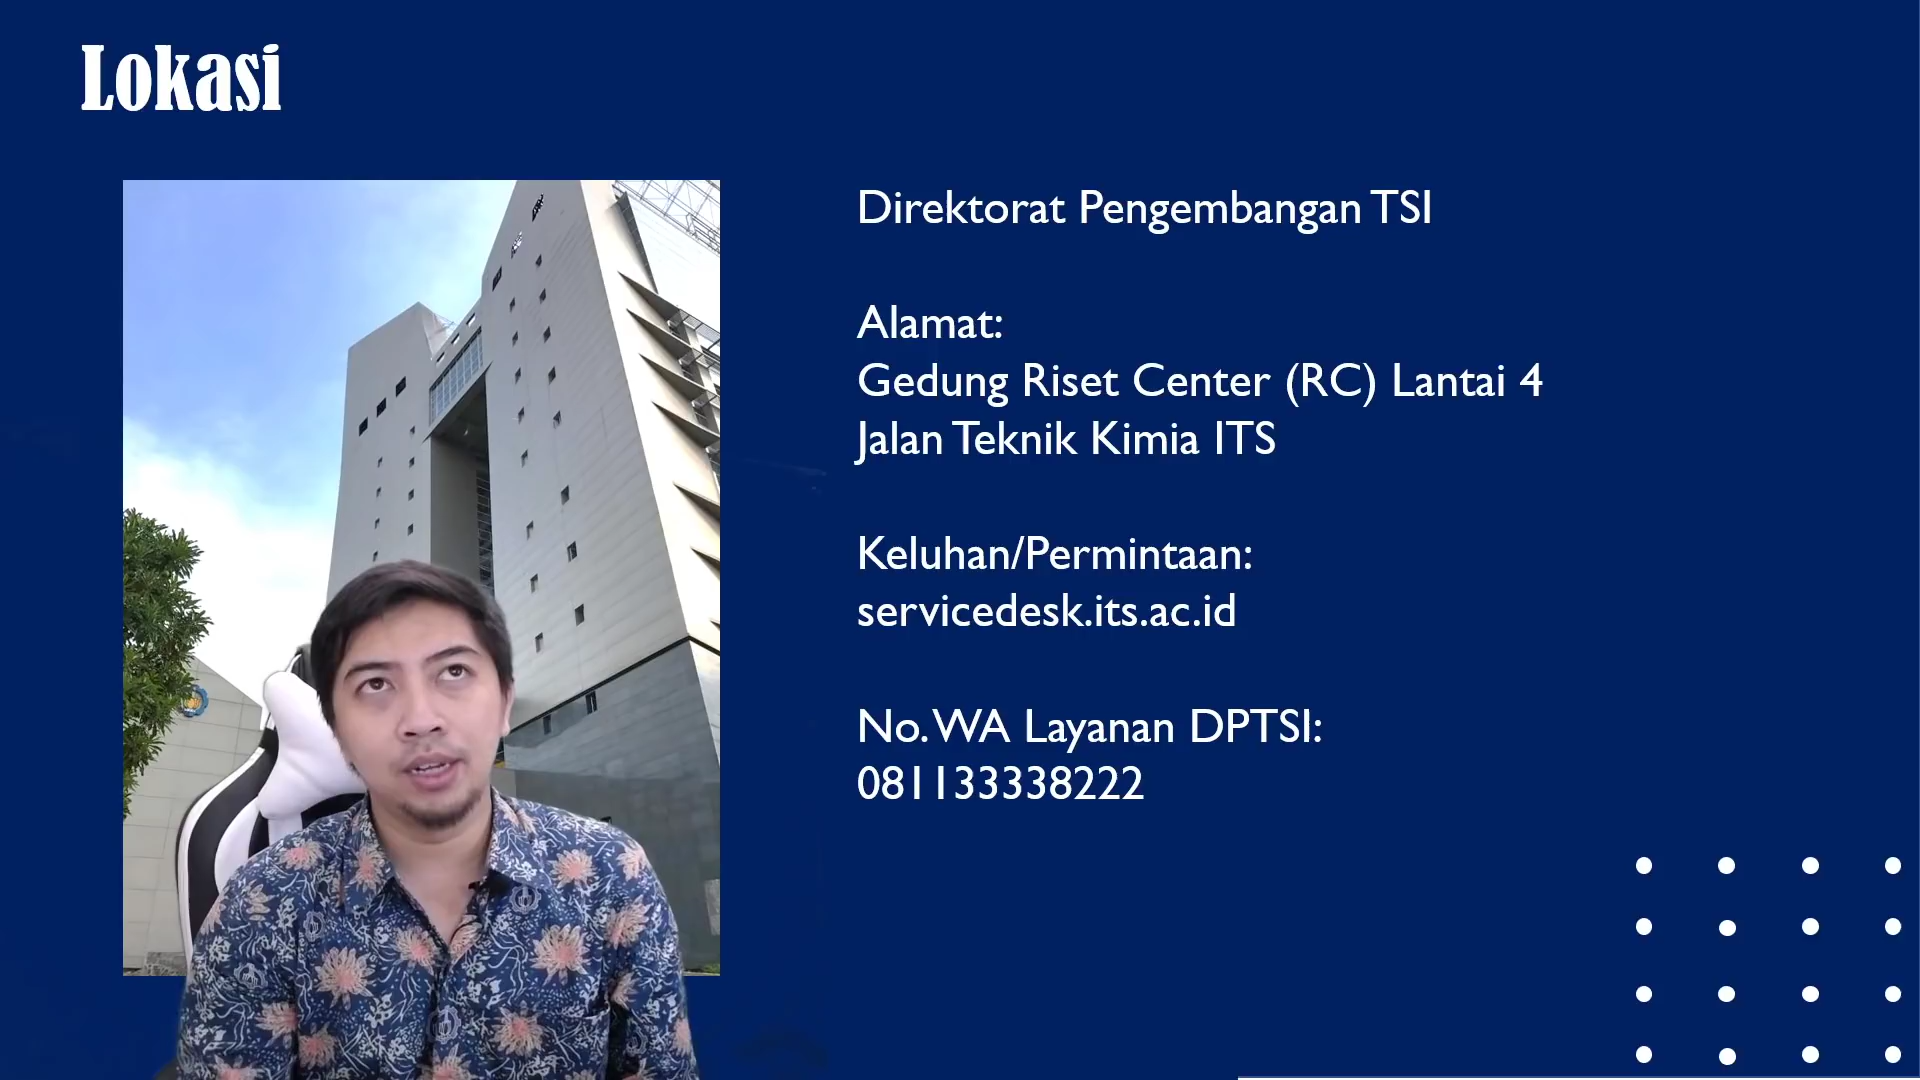 Lokasi
Direktorat Pengembangan TSI
Alamat:
Gedung Riset Center (RC) Lantai 4
Jalan Teknik Kimia ITS
Keluhan/Permintaan:
servicedesk.its.ac.id
No. WA Layanan DPTSI:
081133338222